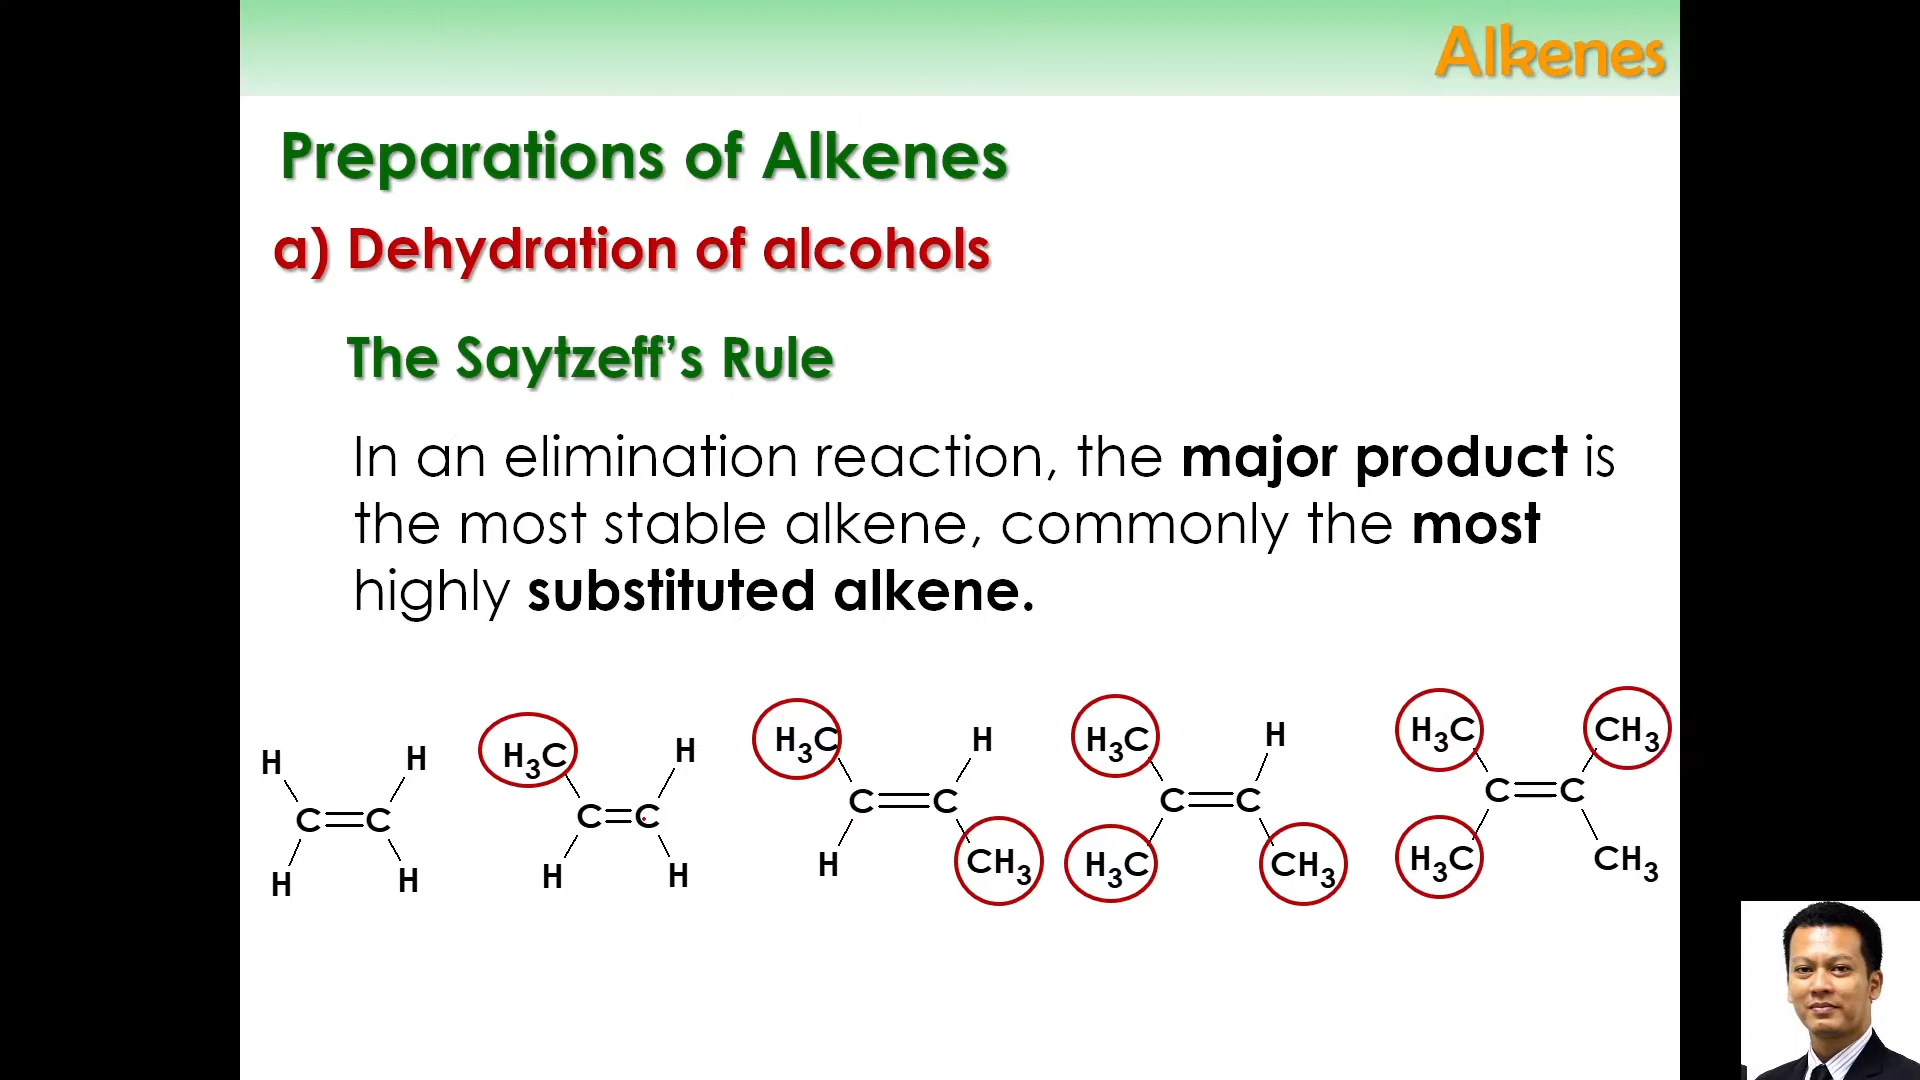 Alkenes
Preparations of Alkenes
a) Dehydration of alcohols
The Saytzeff’s Rule
In an elimination reaction, the major product is
the most stable alkene, commonly the most
highly substituted alkene.
H H
C C
H H
H₃C H
C C
H H
H₃C H
C C
H CH₃
H₃C H
C C
H₃C CH₃
H₃C CH₃
C C
H₃C CH₃